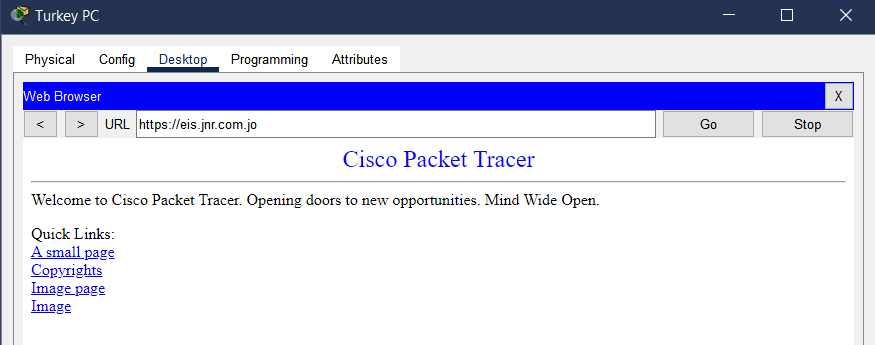 Turkey PC
Physical Config Desktop Programming Attributes
Web Browser X
< > URL https://eis.jnr.com.jo Go Stop
Cisco Packet Tracer
Welcome to Cisco Packet Tracer. Opening doors to new opportunities. Mind Wide Open.
Quick Links:
A small page
Copyrights
Image page
Image